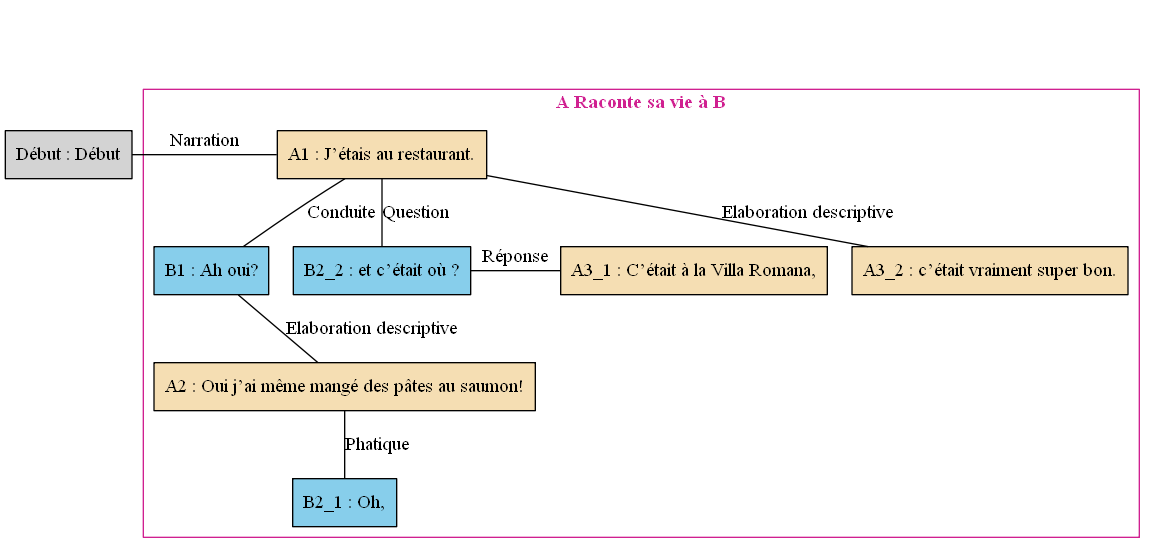 A Raconte sa vie à B
Début : Début
Narration
A1 : J'étais au restaurant.
Conduite
Question
Elaboration descriptive
B1 : Ah oui?
B2_2 : et c'était où ?
Réponse
A3_1 : C'était à la Villa Romana,
A3_2 : c'était vraiment super bon.
Elaboration descriptive
A2 : Oui j'ai même mangé des pâtes au saumon!
Phatique
B2_1 : Oh,